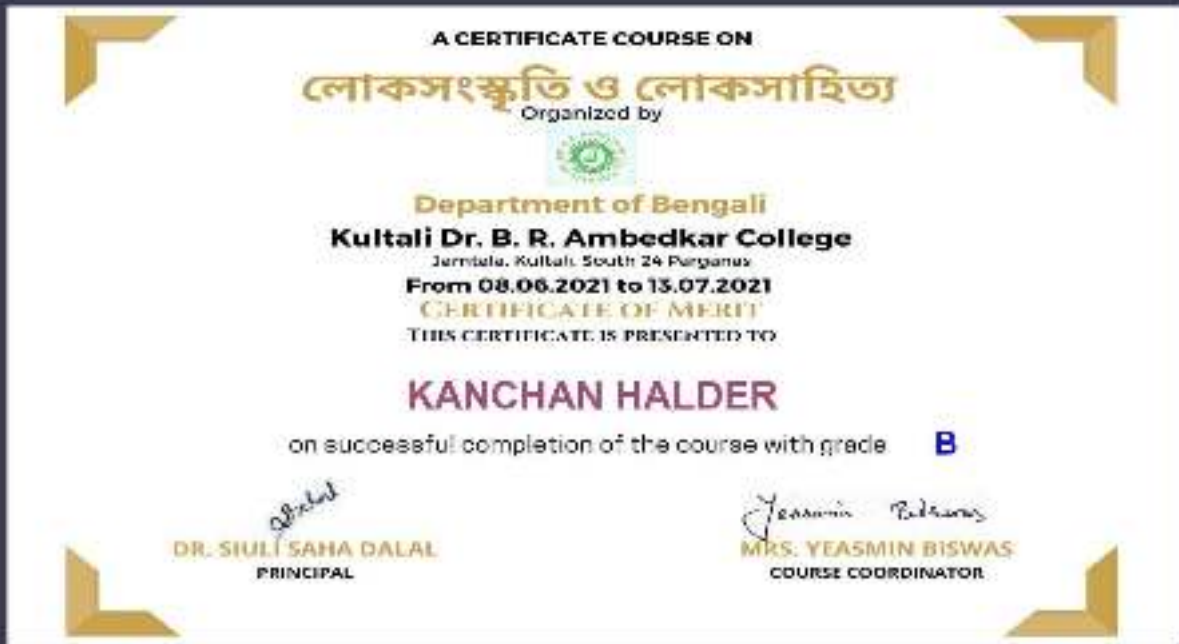 A CERTIFICATE COURSE ON
লোকসংস্কৃতি ও লোকসাহিত্য
Organized by
Department of Bengali
Kultali Dr. B. R. Ambedkar College
Jamtala, Kultali, South 24 Parganas
From 08.06.2021 to 13.07.2021
CERTIFICATE OF MERIT
THIS CERTIFICATE IS PRESENTED TO
KANCHAN HALDER
on successful completion of the course with grade B
Yeasmin Biswas
DR. SIULI SAHA DALAL
MRS. YEASMIN BISWAS
PRINCIPAL
COURSE COORDINATOR